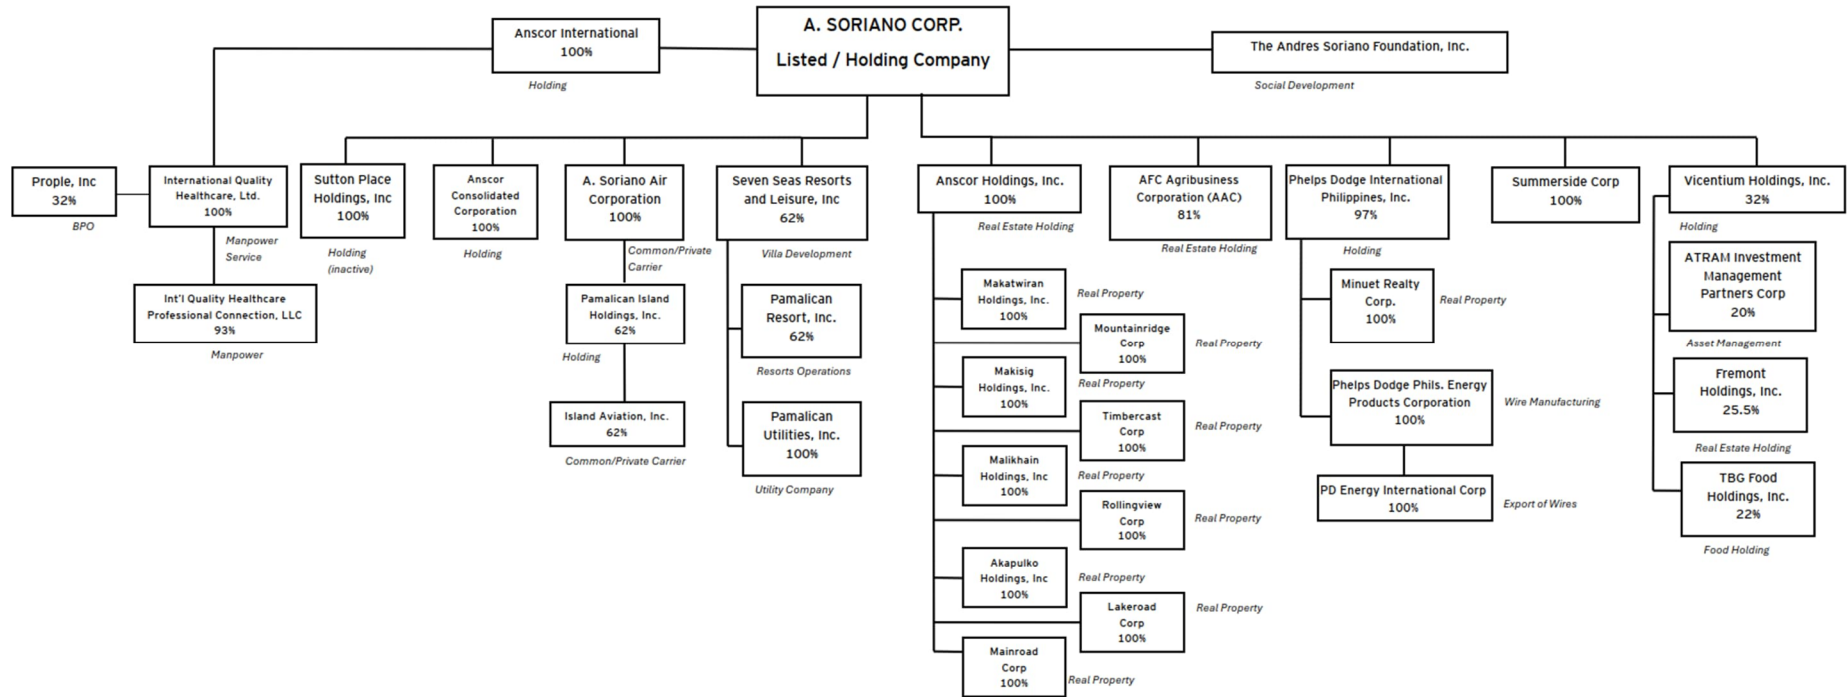 A. SORIANO CORP.
Listed / Holding Company
Anscor International
100%
Holding
The Andres Soriano Foundation, Inc.
Social Development
Prople, Inc
32%
BPO
International Quality
Healthcare, Ltd.
100%
Manpower
Service
Int'l Quality Healthcare
Professional Connection, LLC
93%
Manpower
Sutton Place
Holdings, Inc
100%
Holding
(inactive)
Anscor
Consolidated
Corporation
100%
Holding
A. Soriano Air
Corporation
100%
Common/Private
Carrier
Pamalican Island
Holdings, Inc.
62%
Holding
Island Aviation, Inc.
62%
Common/Private Carrier
Seven Seas Resorts
and Leisure, Inc
62%
Villa Development
Pamalican
Resort, Inc.
62%
Resorts Operations
Pamalican
Utilities, Inc.
100%
Utility Company
Anscor Holdings, Inc.
100%
Real Estate Holding
Makatwiran
Holdings, Inc.
100%
Real Property
Mountainridge
Corp
100%
Real Property
Makisig
Holdings, Inc.
100%
Real Property
Timbercast
Corp
100%
Real Property
Malikhain
Holdings, Inc
100%
Real Property
Rollingview
Corp
100%
Real Property
Akapulko
Holdings, Inc
100%
Real Property
Lakeroad
Corp
100%
Real Property
Mainroad
Corp
100%
Real Property
AFC Agribusiness
Corporation (AAC)
81%
Real Estate Holding
Phelps Dodge International
Philippines, Inc.
97%
Holding
Minuet Realty
Corp.
100%
Real Property
Phelps Dodge Phils. Energy
Products Corporation
100%
Wire Manufacturing
PD Energy International Corp
100%
Export of Wires
Summerside Corp
100%
Vicentium Holdings, Inc.
32%
Holding
ATRAM Investment
Management
Partners Corp
20%
Asset Management
Fremont
Holdings, Inc.
25.5%
Real Estate Holding
TBG Food
Holdings, Inc.
22%
Food Holding